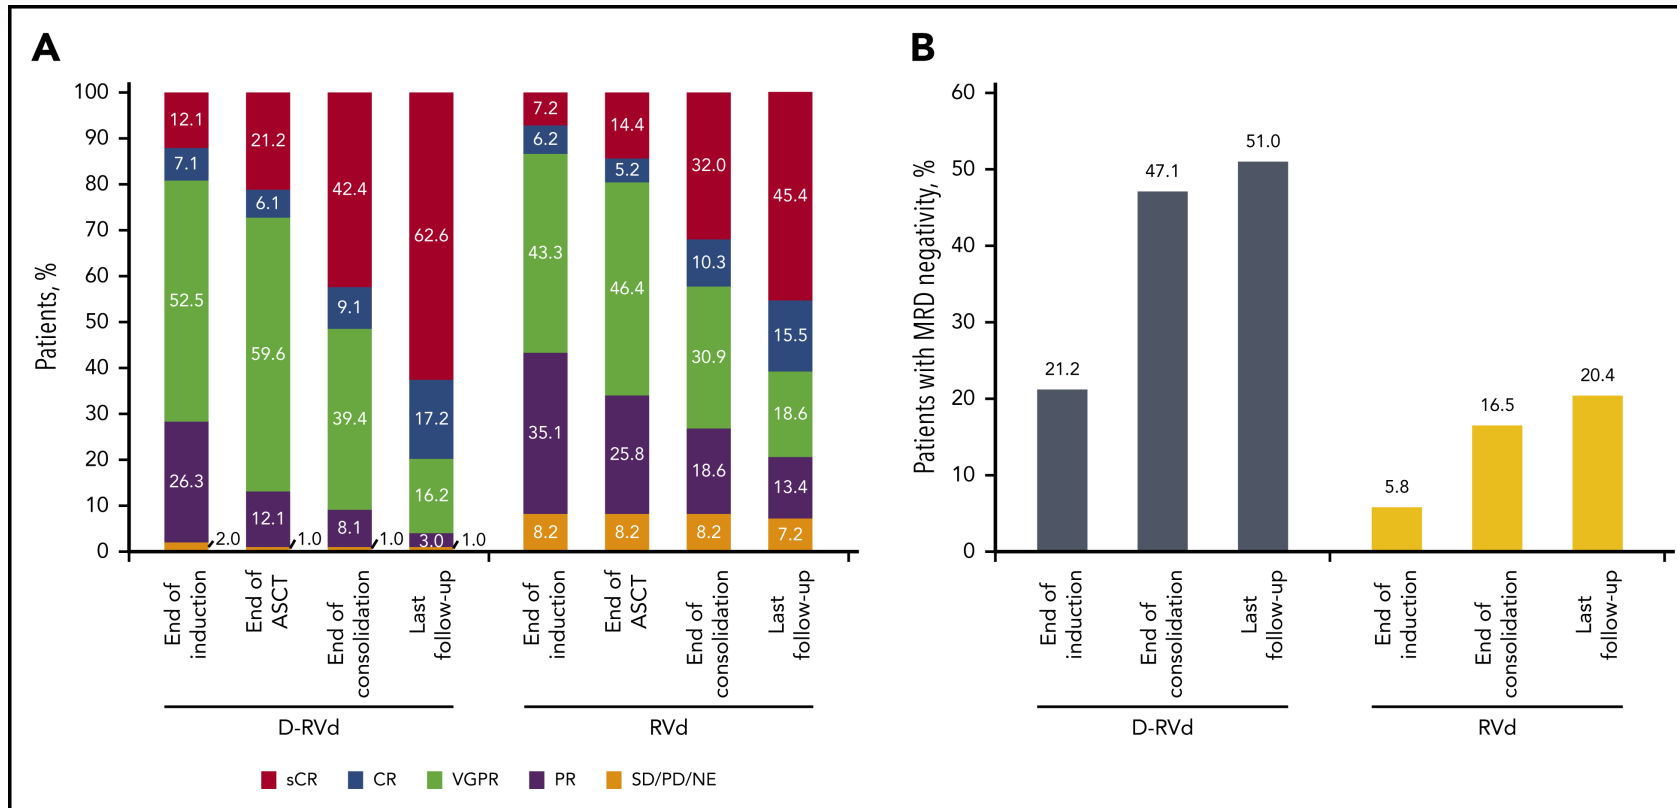 A
Patients, %
100
90
80
70
60
50
40
30
20
10
0
12.1
7.1
52.5
26.3
2.0
21.2
6.1
59.6
12.1
1.0
42.4
9.1
39.4
8.1
1.0
62.6
17.2
16.2
3.0
1.0
7.2
6.2
43.3
35.1
8.2
14.4
5.2
46.4
25.8
8.2
32.0
10.3
30.9
18.6
8.2
45.4
15.5
18.6
13.4
7.2
End of
induction
End of
ASCT
End of
consolidation
Last
follow-up
End of
induction
End of
ASCT
End of
consolidation
Last
follow-up
D-RVd
RVd
sCR
CR
VGPR
PR
SD/PD/NE
B
Patients with MRD negativity, %
60
50
40
30
20
10
0
21.2
47.1
51.0
5.8
16.5
20.4
End of
induction
End of
consolidation
Last
follow-up
End of
induction
End of
consolidation
Last
follow-up
D-RVd
RVd